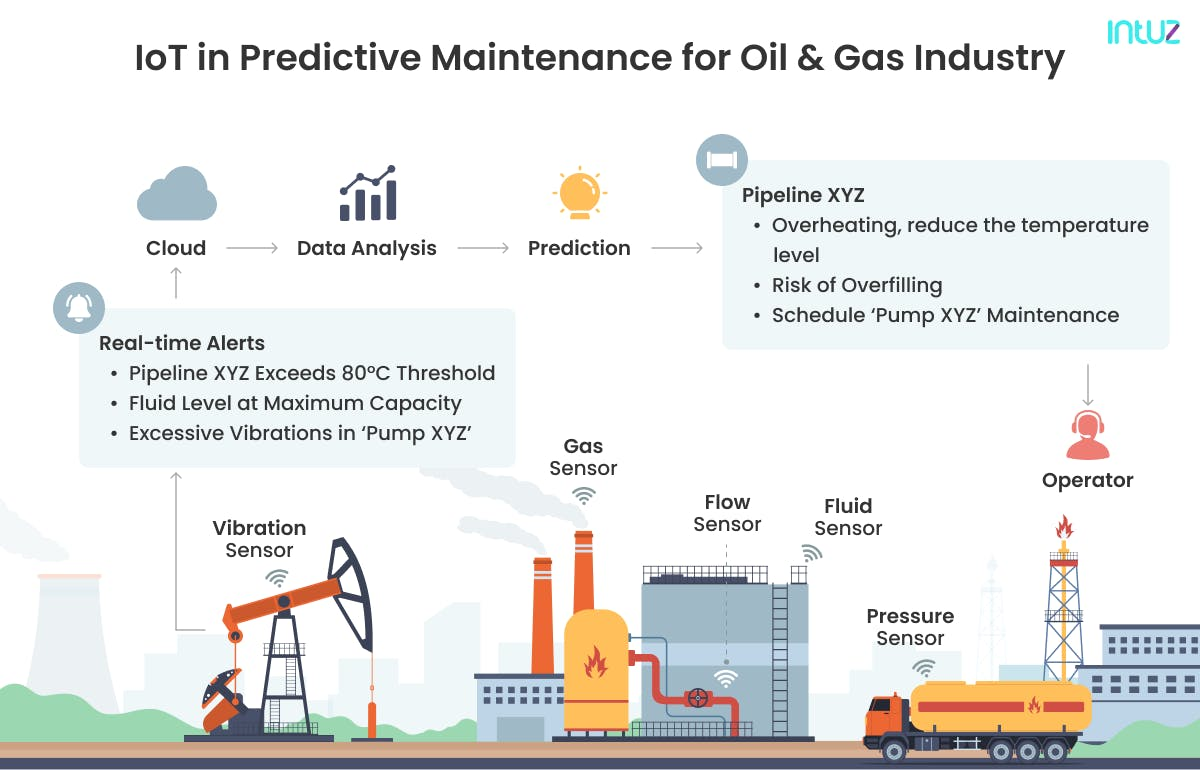 INTUZ
IoT in Predictive Maintenance for Oil & Gas Industry
Cloud
Data Analysis
Prediction
Pipeline XYZ
• Overheating, reduce the temperature
level
• Risk of Overfilling
• Schedule ‘Pump XYZ’ Maintenance
Real-time Alerts
• Pipeline XYZ Exceeds 80°C Threshold
• Fluid Level at Maximum Capacity
• Excessive Vibrations in ‘Pump XYZ’
Operator
Gas
Sensor
Flow
Sensor
Fluid
Sensor
Vibration
Sensor
Pressure
Sensor